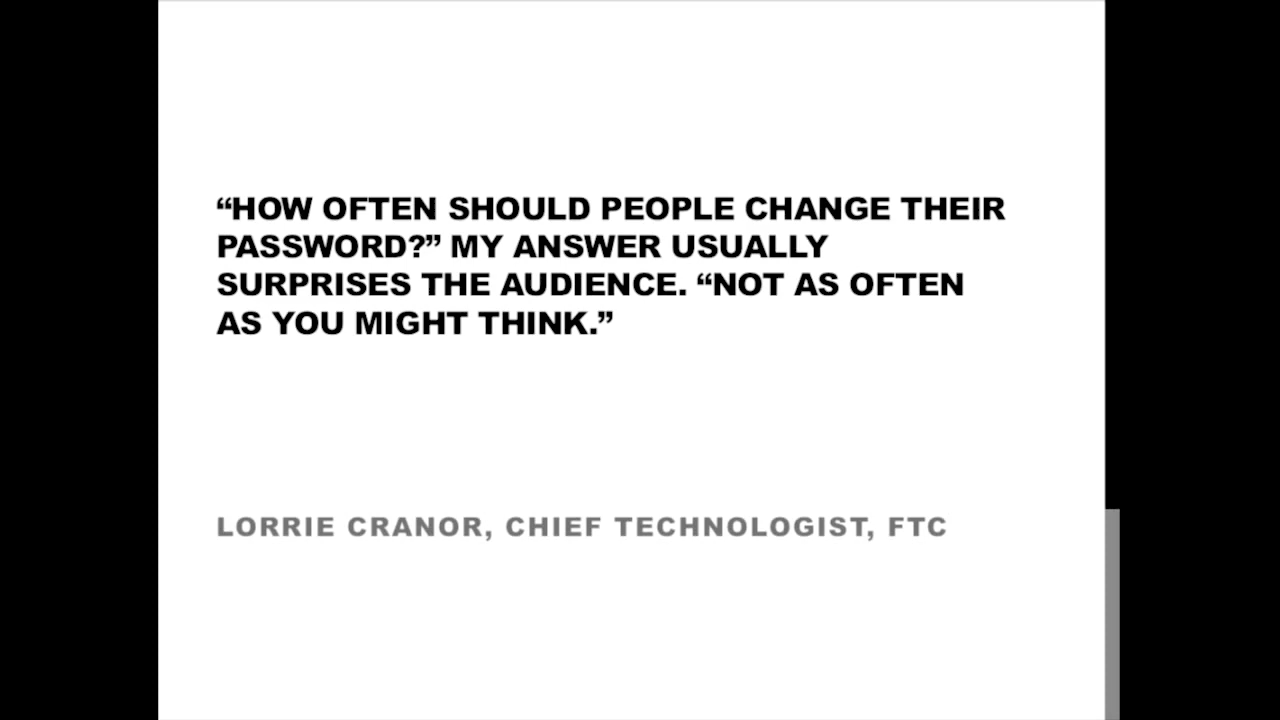 “HOW OFTEN SHOULD PEOPLE CHANGE THEIR
PASSWORD?” MY ANSWER USUALLY
SURPRISES THE AUDIENCE. “NOT AS OFTEN
AS YOU MIGHT THINK.”
LORRIE CRANOR, CHIEF TECHNOLOGIST, FTC